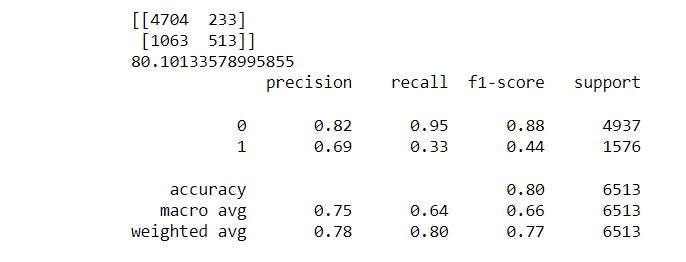 [[4704  233]
 [1063  513]]
80.10133578995855
              precision    recall  f1-score   support

           0       0.82      0.95      0.88      4937
           1       0.69      0.33      0.44      1576

    accuracy                           0.80      6513
   macro avg       0.75      0.64      0.66      6513
weighted avg       0.78      0.80      0.77      6513